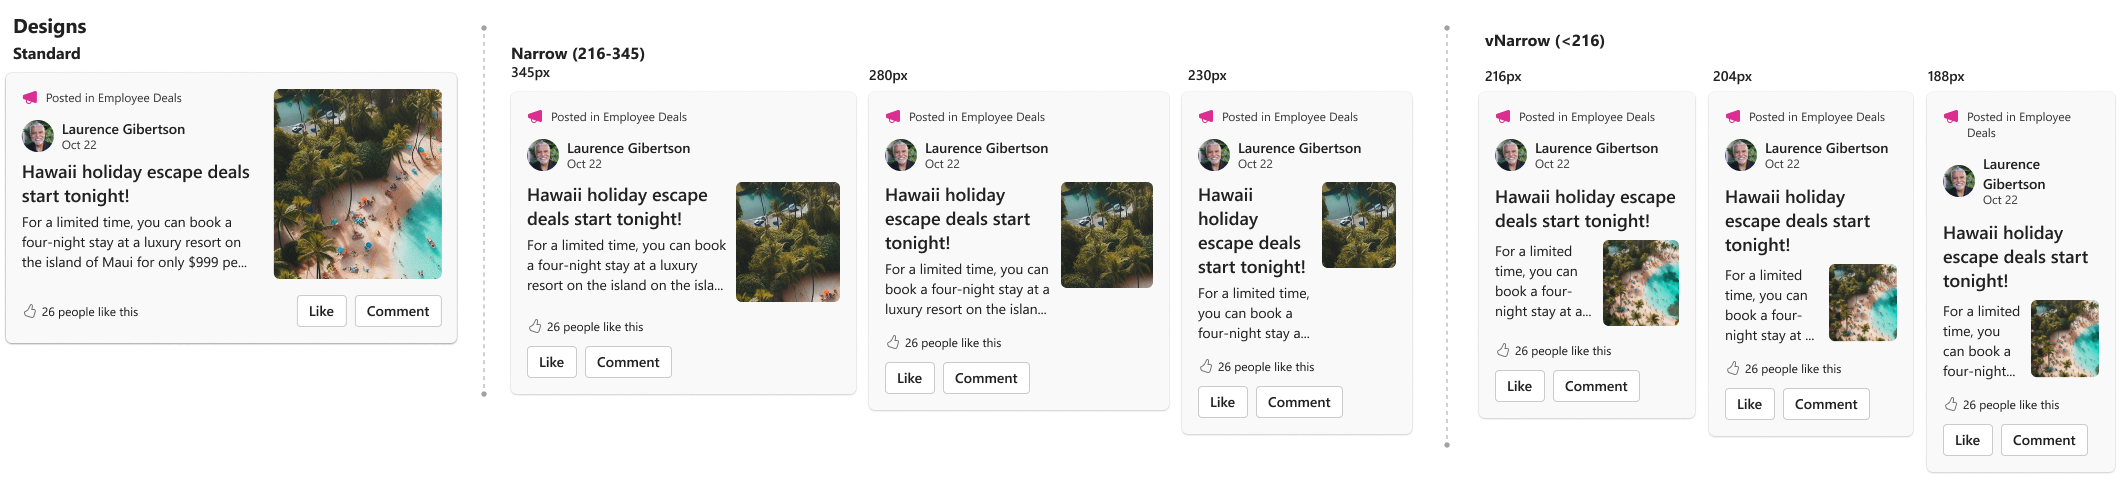 Designs
Standard
Posted in Employee Deals
Laurence Gibertson
Oct 22
Hawaii holiday escape deals
start tonight!
For a limited time, you can book a
four-night stay at a luxury resort on
the island of Maui for only $999 pe...
26 people like this
Like
Comment
Narrow (216-345)
345px
Posted in Employee Deals
Laurence Gibertson
Oct 22
Hawaii holiday escape
deals start tonight!
For a limited time, you can book
a four-night stay at a luxury
resort on the island on the isla...
26 people like this
Like
Comment
280px
Posted in Employee Deals
Laurence Gibertson
Oct 22
Hawaii holiday
escape deals start
tonight!
For a limited time, you can
book a four-night stay at a
luxury resort on the islan...
26 people like this
Like
Comment
230px
Posted in Employee Deals
Laurence Gibertson
Oct 22
Hawaii
holiday
escape deals
start tonight!
For a limited time,
you can book a
four-night stay a...
26 people like this
Like
Comment
vNarrow (<216)
216px
Posted in Employee Deals
Laurence Gibertson
Oct 22
Hawaii holiday escape
deals start tonight!
For a limited
time, you can
book a four-
night stay at a...
26 people like this
Like
Comment
204px
Posted in Employee Deals
Laurence Gibertson
Oct 22
Hawaii holiday
escape deals start
tonight!
For a limited
time, you can
book a four-
night stay at ...
26 people like this
Like
Comment
188px
Posted in Employee
Deals
Laurence
Gibertson
Oct 22
Hawaii holiday
escape deals start
tonight!
For a limited
time, you
can book a
four-night...
26 people like this
Like
Comment